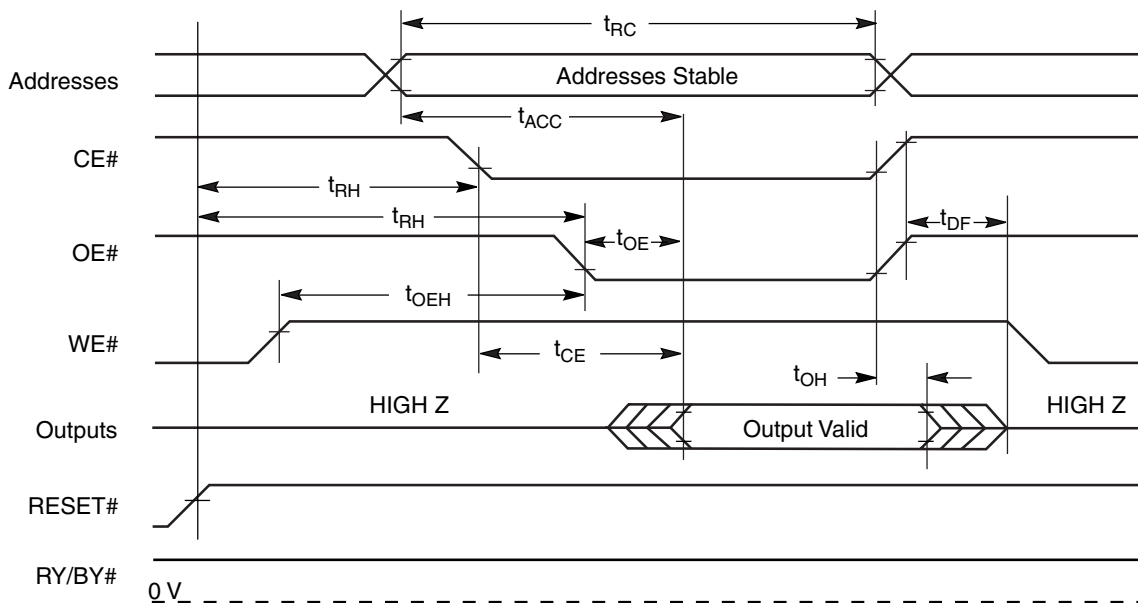 tRC
Addresses
Addresses Stable
tACC
CE#
tRH
tRH
tOE
tDF
OE#
tOEH
WE#
tCE
tOH
HIGH Z
HIGH Z
Outputs
Output Valid
RESET#
RY/BY#
0 V